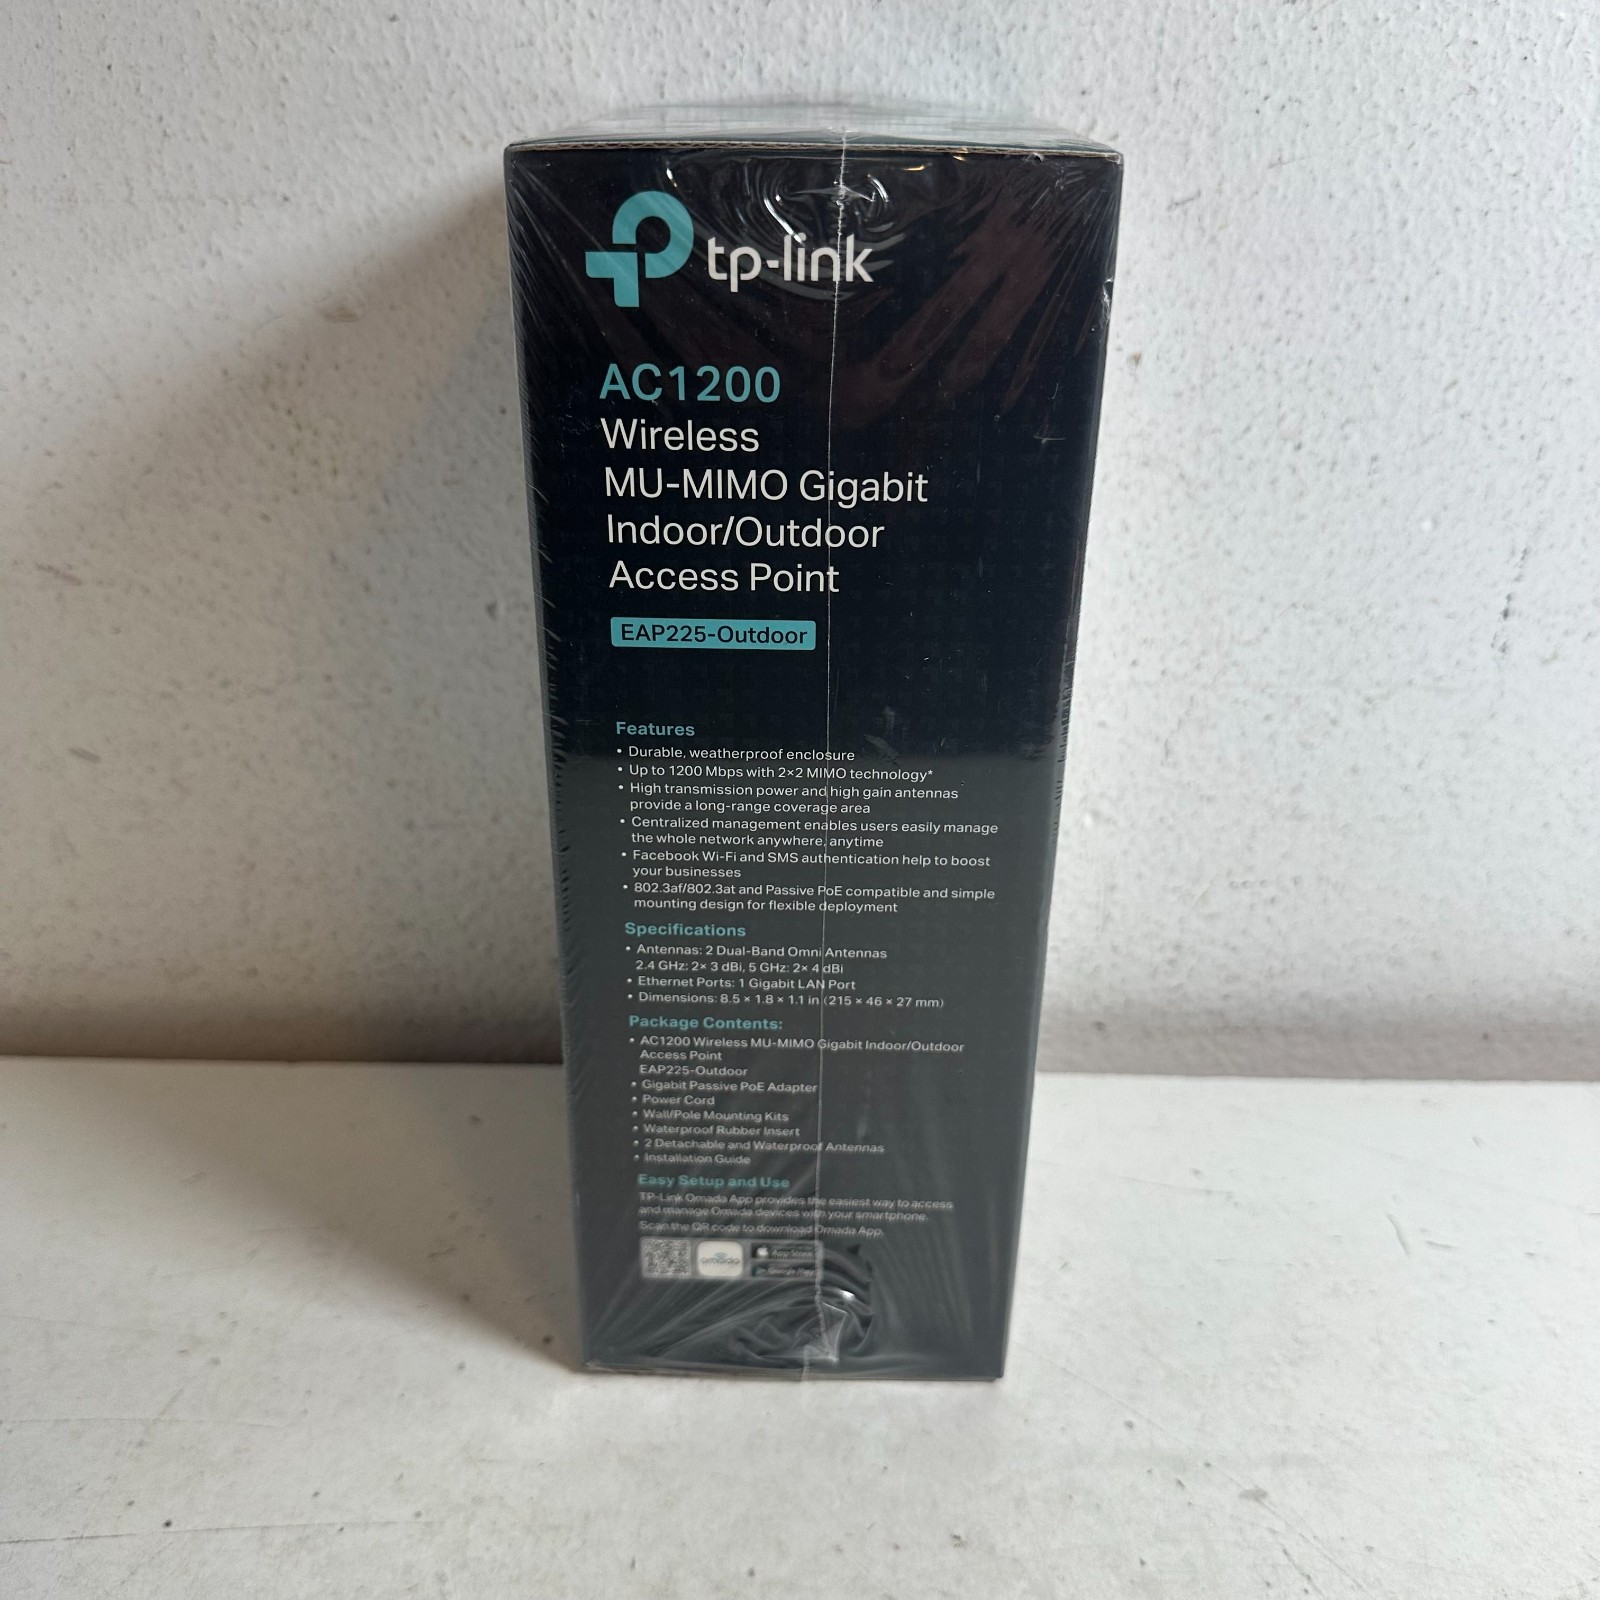 tp-link
AC1200
Wireless
MU-MIMO Gigabit
Indoor/Outdoor
Access Point
EAP225-Outdoor
Features
• Durable, weatherproof enclosure
• Up to 1200 Mbps with 2×2 MIMO technology*
• High transmission power and high gain antennas
provide a long-range coverage area
• Centralized management enables users easily manage
the whole network anywhere, anytime
• Facebook Wi-Fi and SMS authentication help to boost
your businesses
• 802.3af/802.3at and Passive PoE compatible and simple
mounting design for flexible deployment
Specifications
• Antennas: 2 Dual-Band Omni Antennas
2.4 GHz: 2× 3 dBi, 5 GHz: 2× 4 dBi
• Ethernet Ports: 1 Gigabit LAN Port
• Dimensions: 8.5 × 1.8 × 1.1 in (215 × 46 × 27 mm)
Package Contents:
• AC1200 Wireless MU-MIMO Gigabit Indoor/Outdoor
Access Point
EAP225-Outdoor
• Gigabit Passive PoE Adapter
• Power Cord
• Wall/Pole Mounting Kits
• Waterproof Rubber Insert
• 2 Detachable and Waterproof Antennas
• Installation Guide
Easy Setup and Use
TP-Link Omada App provides the easiest way to access
and manage Omada devices with your smartphone.
Scan the QR code to download Omada App.
omada
App Store
Google Play